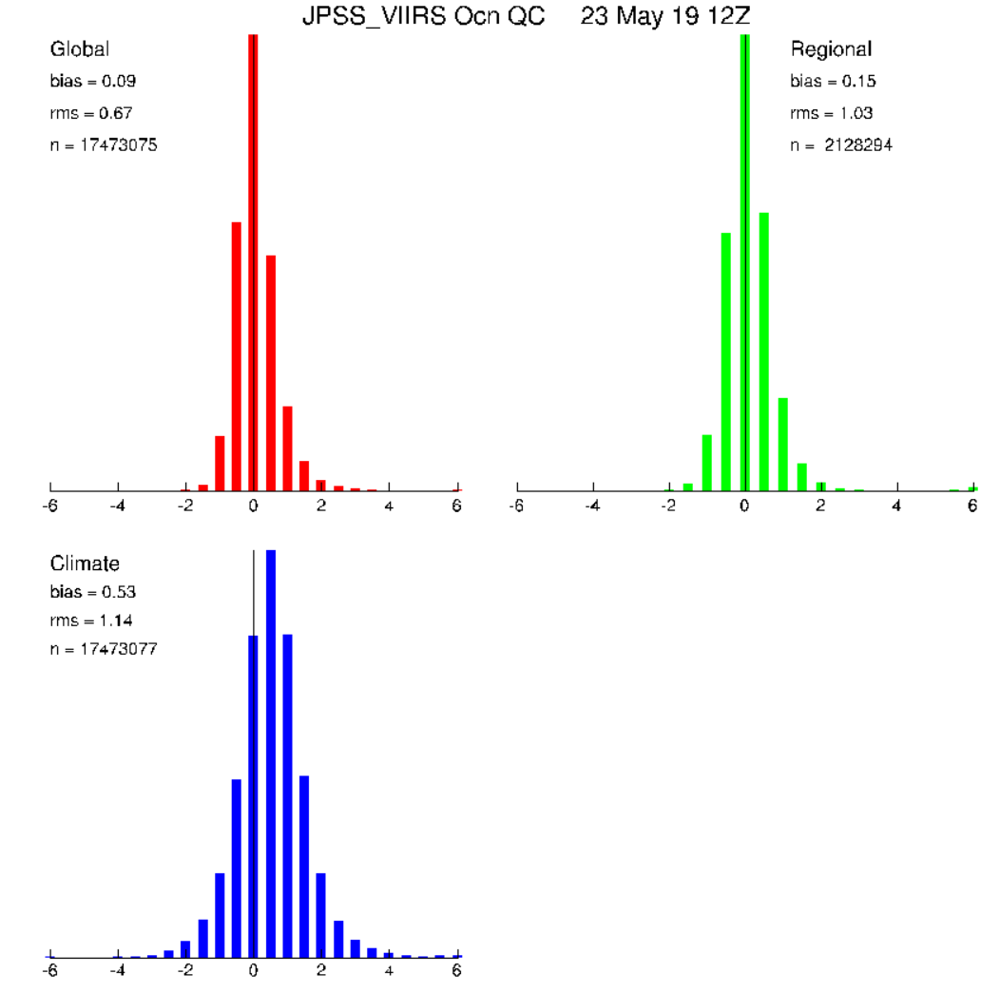 JPSS_VIIRS Ocn QC 23 May 19 12Z
Global
bias = 0.09
rms = 0.67
n = 17473075
-6 -4 -2 0 2 4 6
Regional
bias = 0.15
rms = 1.03
n = 2128294
-6 -4 -2 0 2 4 6
Climate
bias = 0.53
rms = 1.14
n = 17473077
-6 -4 -2 0 2 4 6